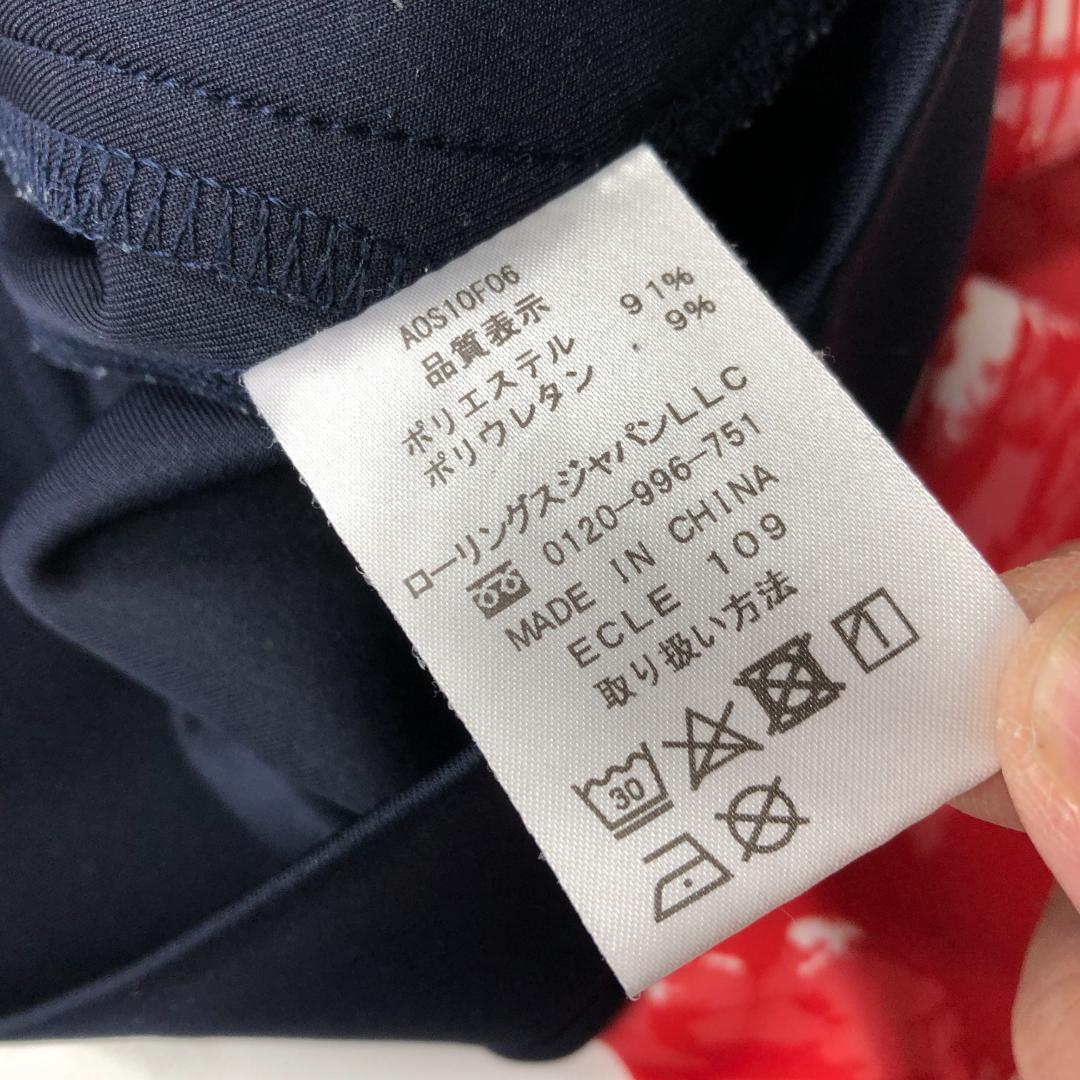 A0S10F06
品質表示
ポリエステル 91%
ポリウレタン 9%
ローリングスジャパンLLC
0120-996-751
MADE IN CHINA
ECLE 109
取り扱い方法
30